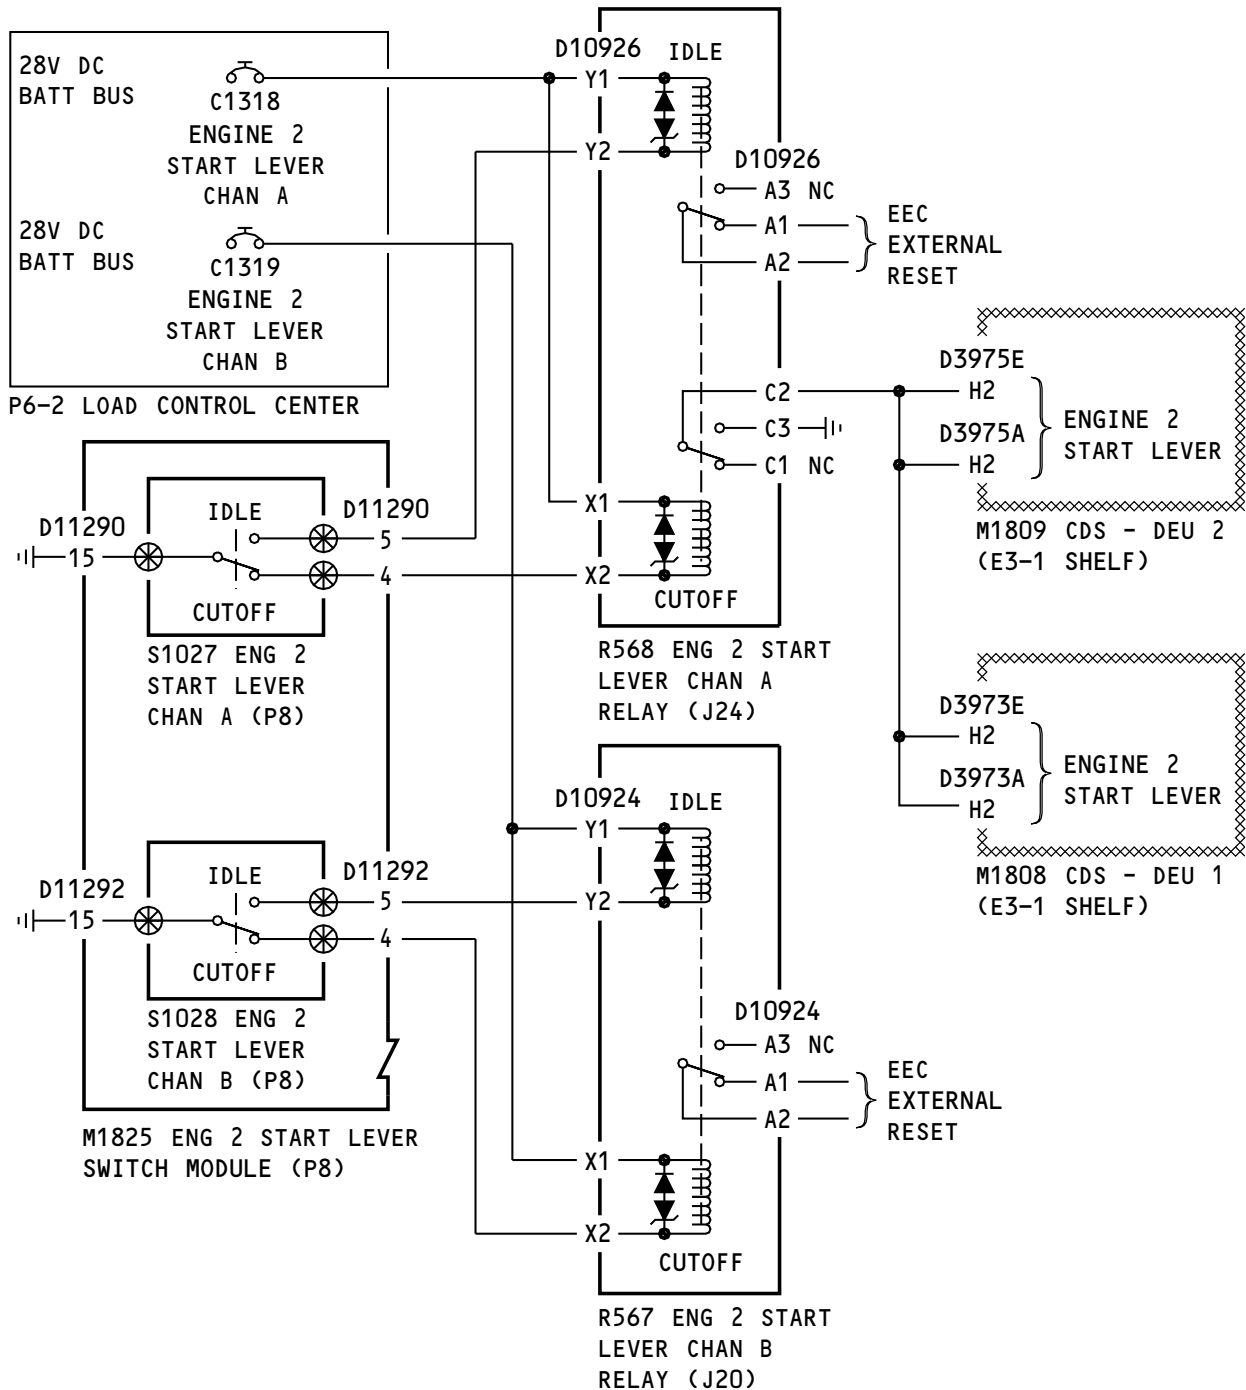 28V DC
BATT BUS
C1318
ENGINE 2
START LEVER
CHAN A
28V DC
BATT BUS
C1319
ENGINE 2
START LEVER
CHAN B
P6-2 LOAD CONTROL CENTER
D11290
15
IDLE
CUTOFF
D11290
5
4
S1027 ENG 2
START LEVER
CHAN A (P8)
D11292
15
IDLE
CUTOFF
D11292
5
4
S1028 ENG 2
START LEVER
CHAN B (P8)
M1825 ENG 2 START LEVER
SWITCH MODULE (P8)
D10926
IDLE
Y1
Y2
D10926
A3 NC
A1
A2
EEC
EXTERNAL
RESET
C2
C3
C1 NC
X1
X2
CUTOFF
R568 ENG 2 START
LEVER CHAN A
RELAY (J24)
D10924
IDLE
Y1
Y2
D10924
A3 NC
A1
A2
EEC
EXTERNAL
RESET
X1
X2
CUTOFF
R567 ENG 2 START
LEVER CHAN B
RELAY (J20)
D3975E
H2
D3975A
H2
ENGINE 2
START LEVER
M1809 CDS - DEU 2
(E3-1 SHELF)
D3973E
H2
D3973A
H2
ENGINE 2
START LEVER
M1808 CDS - DEU 1
(E3-1 SHELF)